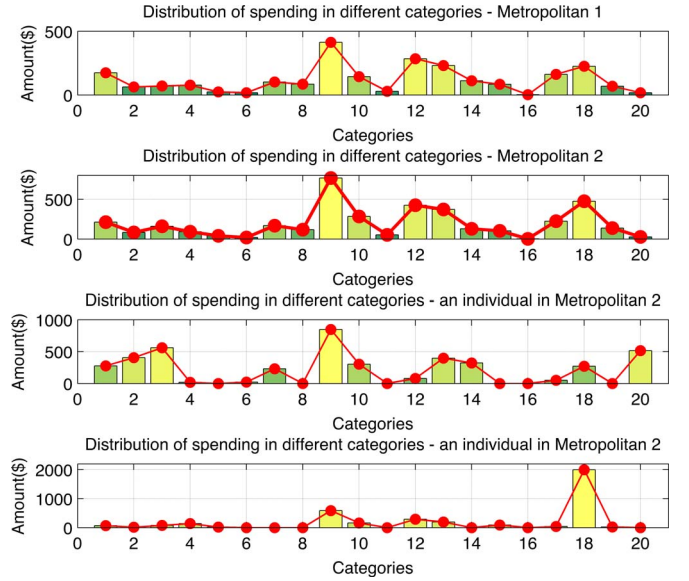 Distribution of spending in different categories - Metropolitan 1
500
0
Amount($)
0 2 4 6 8 10 12 14 16 18 20
Categories
Distribution of spending in different categories - Metropolitan 2
500
0
Amount($)
0 2 4 6 8 10 12 14 16 18 20
Catogeries
Distribution of spending in different categories - an individual in Metropolitan 2
1000
500
0
Amount($)
0 2 4 6 8 10 12 14 16 18 20
Categories
Distribution of spending in different categories - an individual in Metropolitan 2
2000
1000
0
Amount($)
0 2 4 6 8 10 12 14 16 18 20
Categories